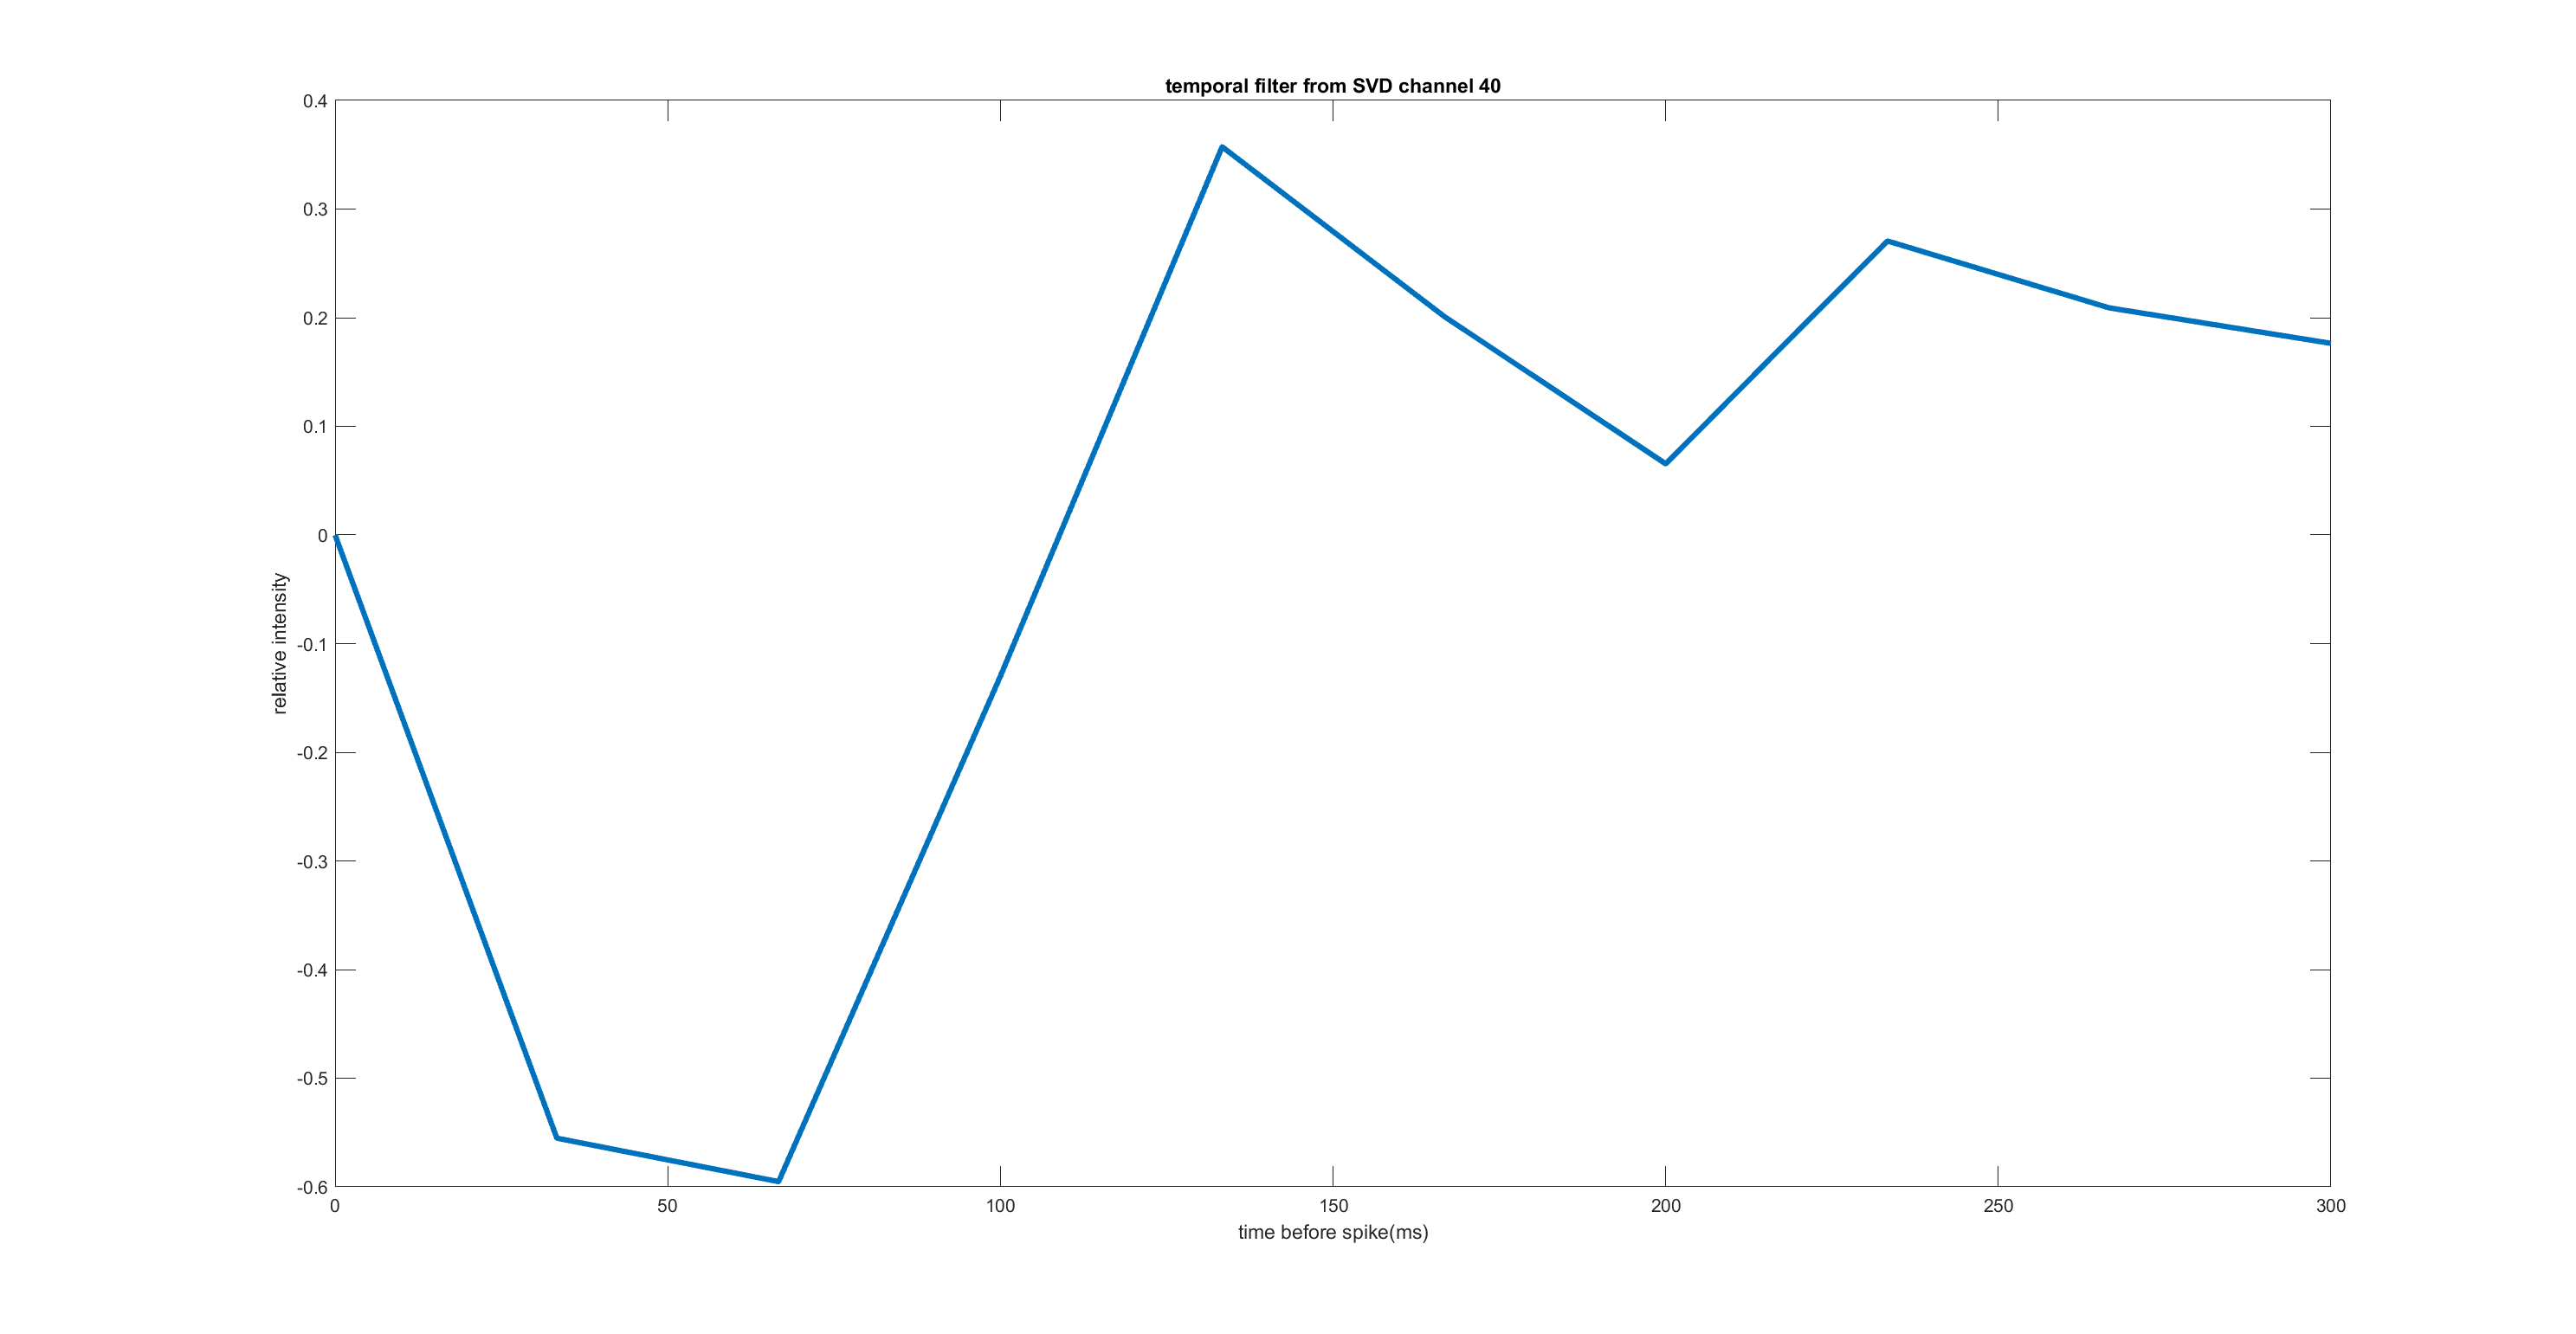 temporal filter from SVD channel 40
0.4
0.3
0.2
0.1
0
-0.1
-0.2
-0.3
-0.4
-0.5
-0.6
relative intensity
0 50 100 150 200 250 300
time before spike(ms)